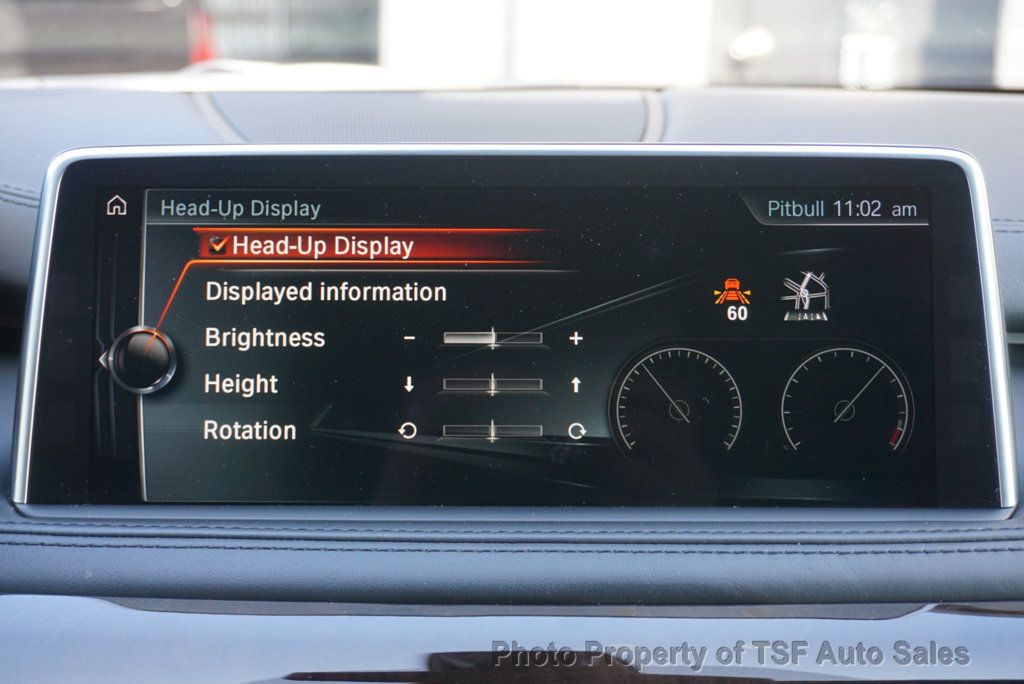 Head-Up Display
Pitbull 11:02 am
Head-Up Display
Displayed information
Brightness - +
Height
Rotation
60
Photo Property of TSF Auto Sales